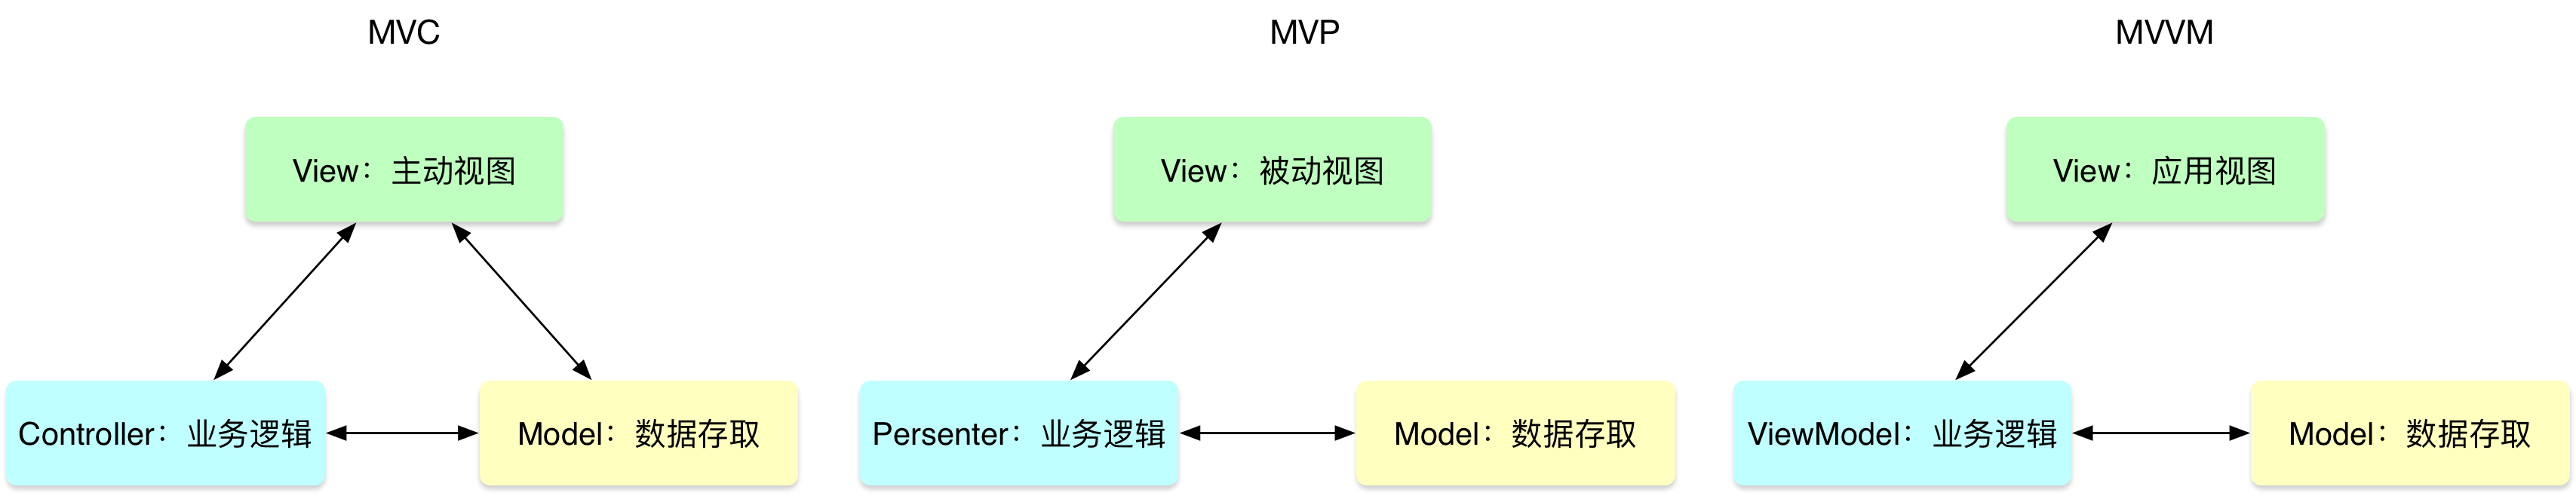 MVC
MVP
MVVM
View：主动视图
View：被动视图
View：应用视图
Controller：业务逻辑
Model：数据存取
Persenter：业务逻辑
Model：数据存取
ViewModel：业务逻辑
Model：数据存取